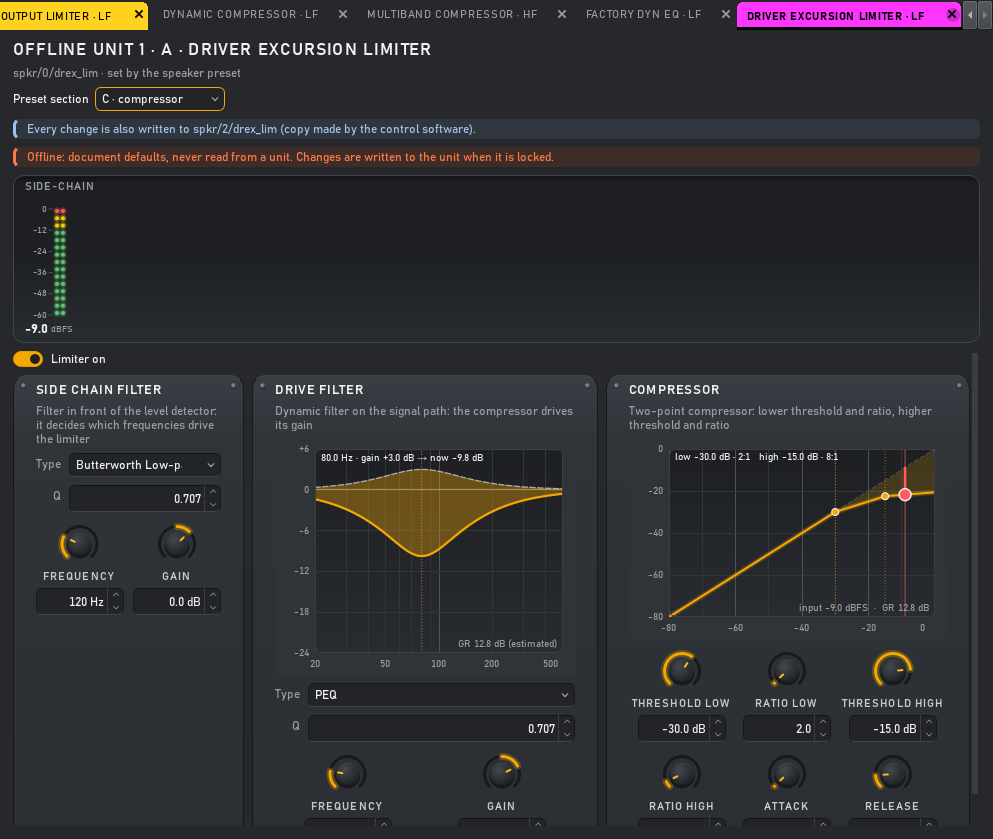 OUTPUT LIMITER · LF
DYNAMIC COMPRESSOR · LF
MULTIBAND COMPRESSOR · HF
FACTORY DYN EQ · LF
DRIVER EXCURSION LIMITER · LF
OFFLINE UNIT 1 · A · DRIVER EXCURSION LIMITER
spkr/0/drex_lim · set by the speaker preset
Preset section C · compressor
Every change is also written to spkr/2/drex_lim (copy made by the control software).
Offline: document defaults, never read from a unit. Changes are written to the unit when it is locked.
SIDE-CHAIN
0
-12
-24
-36
-48
-60
-9.0 dBFS
Limiter on
SIDE CHAIN FILTER
Filter in front of the level detector:
it decides which frequencies drive
the limiter
Type Butterworth Low-p
Q 0.707
FREQUENCY GAIN
120 Hz 0.0 dB
DRIVE FILTER
Dynamic filter on the signal path: the compressor drives
its gain
80.0 Hz · gain +3.0 dB → now -9.8 dB
+6
0
-6
-12
-18
-24
GR 12.8 dB (estimated)
20 50 100 200 500
Type PEQ
Q 0.707
FREQUENCY GAIN
COMPRESSOR
Two-point compressor: lower threshold and ratio, higher
threshold and ratio
low -30.0 dB · 2:1 high -15.0 dB · 8:1
0
-20
-40
-60
-80
input -9.0 dBFS · GR 12.8 dB
-80 -60 -40 -20 0
THRESHOLD LOW RATIO LOW THRESHOLD HIGH
-30.0 dB 2.0 -15.0 dB
RATIO HIGH ATTACK RELEASE